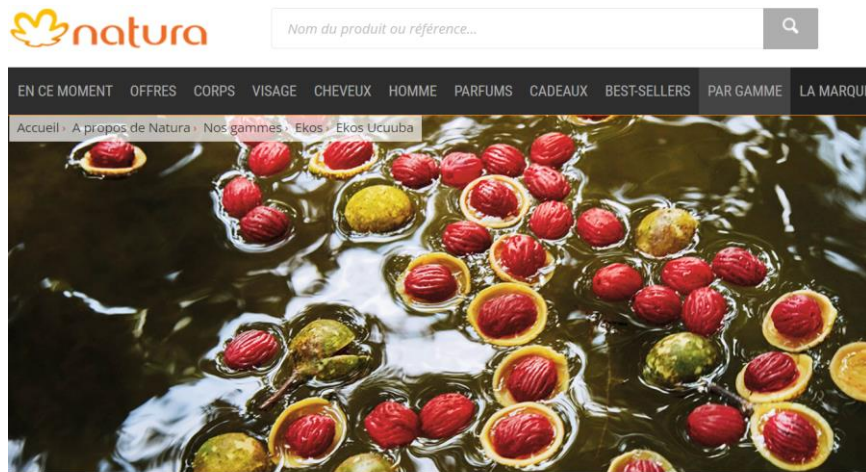 natura
Nom du produit ou référence...
EN CE MOMENT OFFRES CORPS VISAGE CHEVEUX HOMME PARFUMS CADEAUX BEST-SELLERS PAR GAMME LA MARQU
Accueil › A propos de Natura › Nos gammes › Ekos › Ekos Ucuuba